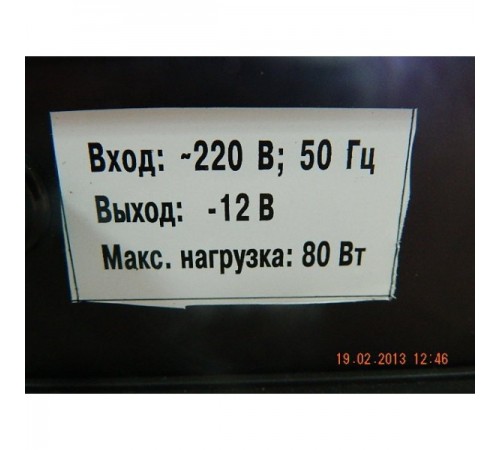 Вход: ~220 В; 50 Гц
Выход: -12 В
Макс. нагрузка: 80 Вт
19.02.2013 12:46